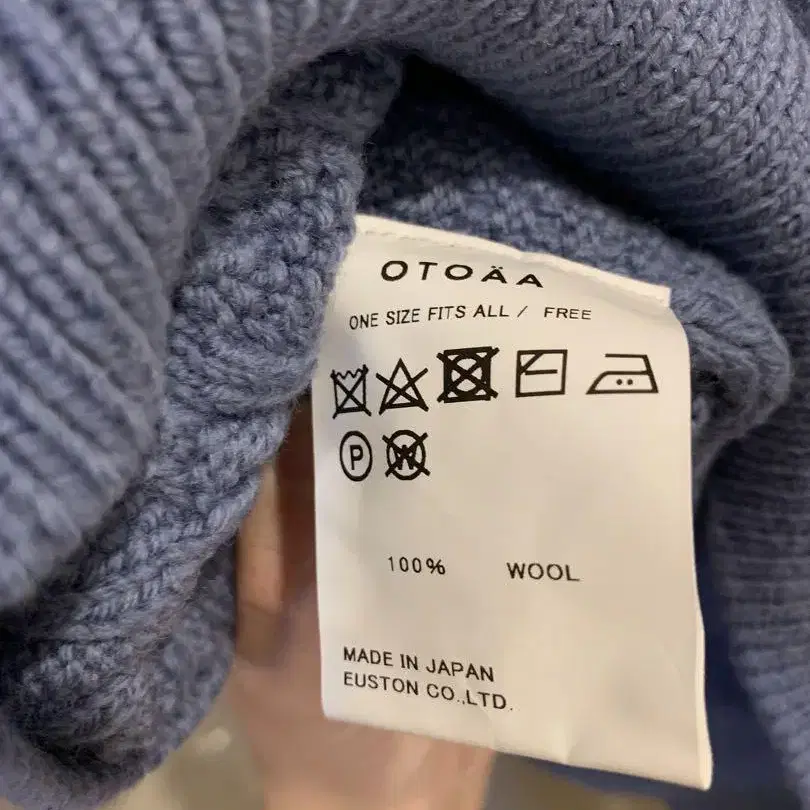 OTOÄA
ONE SIZE FITS ALL / FREE
P W
100% WOOL
MADE IN JAPAN
EUSTON CO.,LTD.